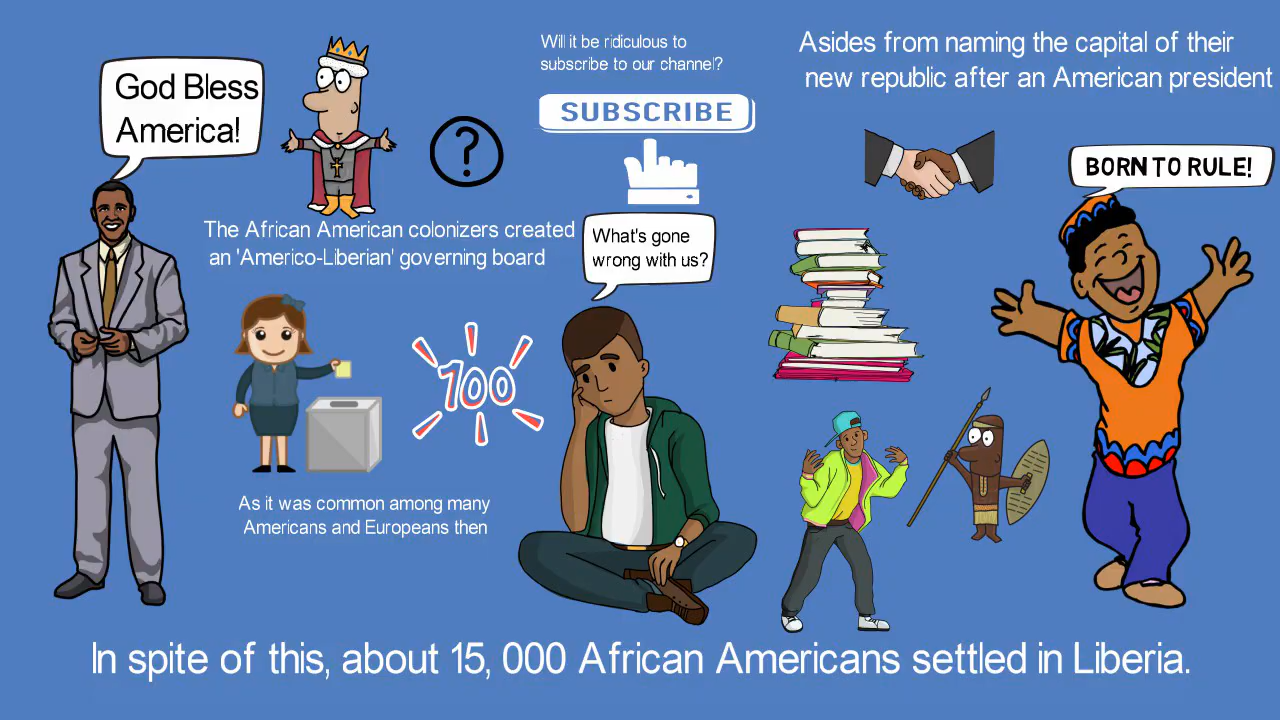 God Bless
America!
Will it be ridiculous to
subscribe to our channel?
SUBSCRIBE
Asides from naming the capital of their
new republic after an American president
?
BORN TO RULE!
The African American colonizers created
an 'Americo-Liberian' governing board
What's gone
wrong with us?
100
As it was common among many
Americans and Europeans then
In spite of this, about 15, 000 African Americans settled in Liberia.